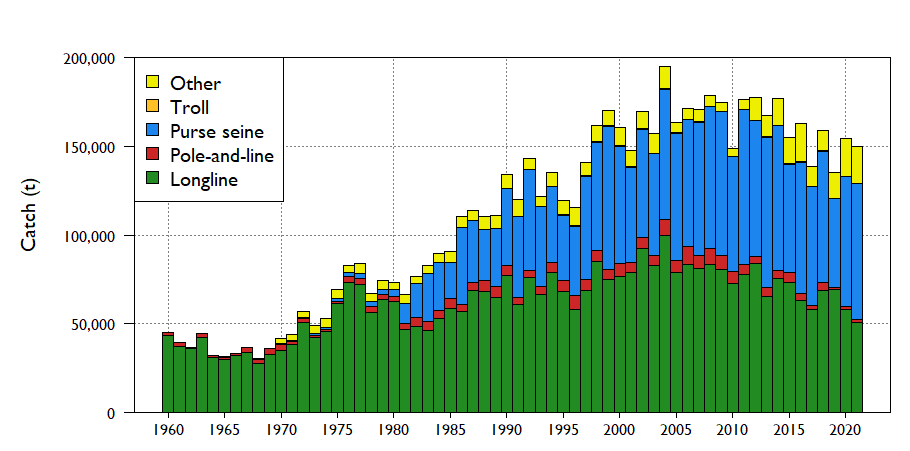 200,000
150,000
100,000
50,000
0
Catch (t)
Other
Troll
Purse seine
Pole-and-line
Longline
1960 1965 1970 1975 1980 1985 1990 1995 2000 2005 2010 2015 2020